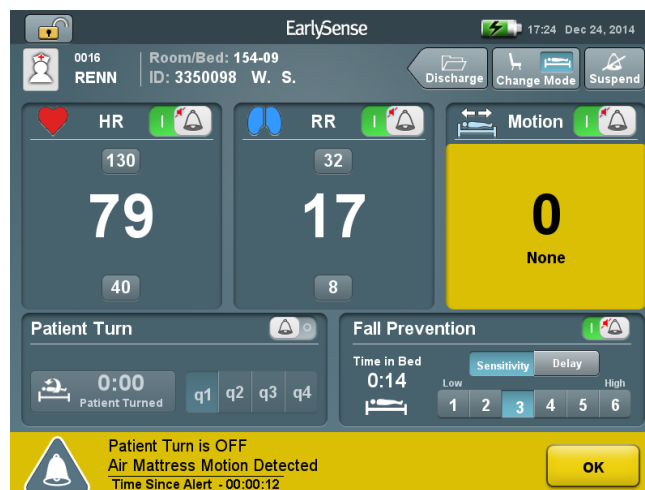 EarlySense
17:24 Dec 24, 2014
0016
RENN
Room/Bed: 154-09
ID: 3350098 W. S.
Discharge
Change Mode
Suspend
HR
I
130
79
40
RR
I
32
17
8
Motion
I
0
None
Patient Turn
0:00
Patient Turned
q1 q2 q3 q4
Fall Prevention
I
Time in Bed
0:14
Sensitivity Delay
Low High
1 2 3 4 5 6
Patient Turn is OFF
Air Mattress Motion Detected
Time Since Alert - 00:00:12
OK